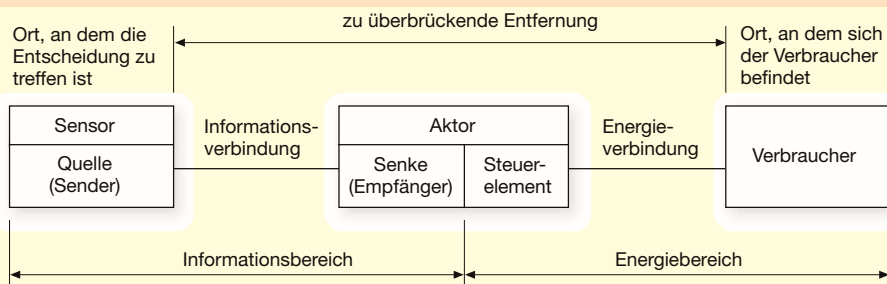 zu überbrückende Entfernung
Ort, an dem die
Entscheidung zu
treffen ist
Ort, an dem sich
der Verbraucher
befindet
Sensor
Quelle
(Sender)
Informations-
verbindung
Aktor
Senke
(Empfänger)
Steuer-
element
Energie-
verbindung
Verbraucher
Informationsbereich
Energiebereich